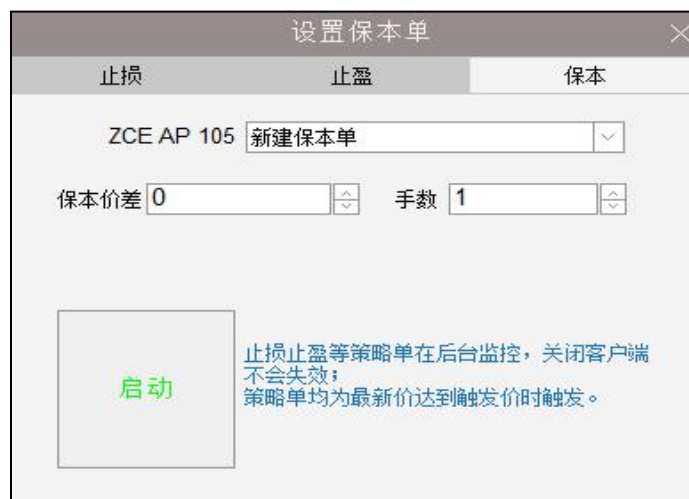 设置保本单
止损 止盈 保本
ZCE AP 105 新建保本单
保本价差 0 手数 1
启动
止损止盈等策略单在后台监控，关闭客户端
不会失效；
策略单均为最新价达到触发价时触发。